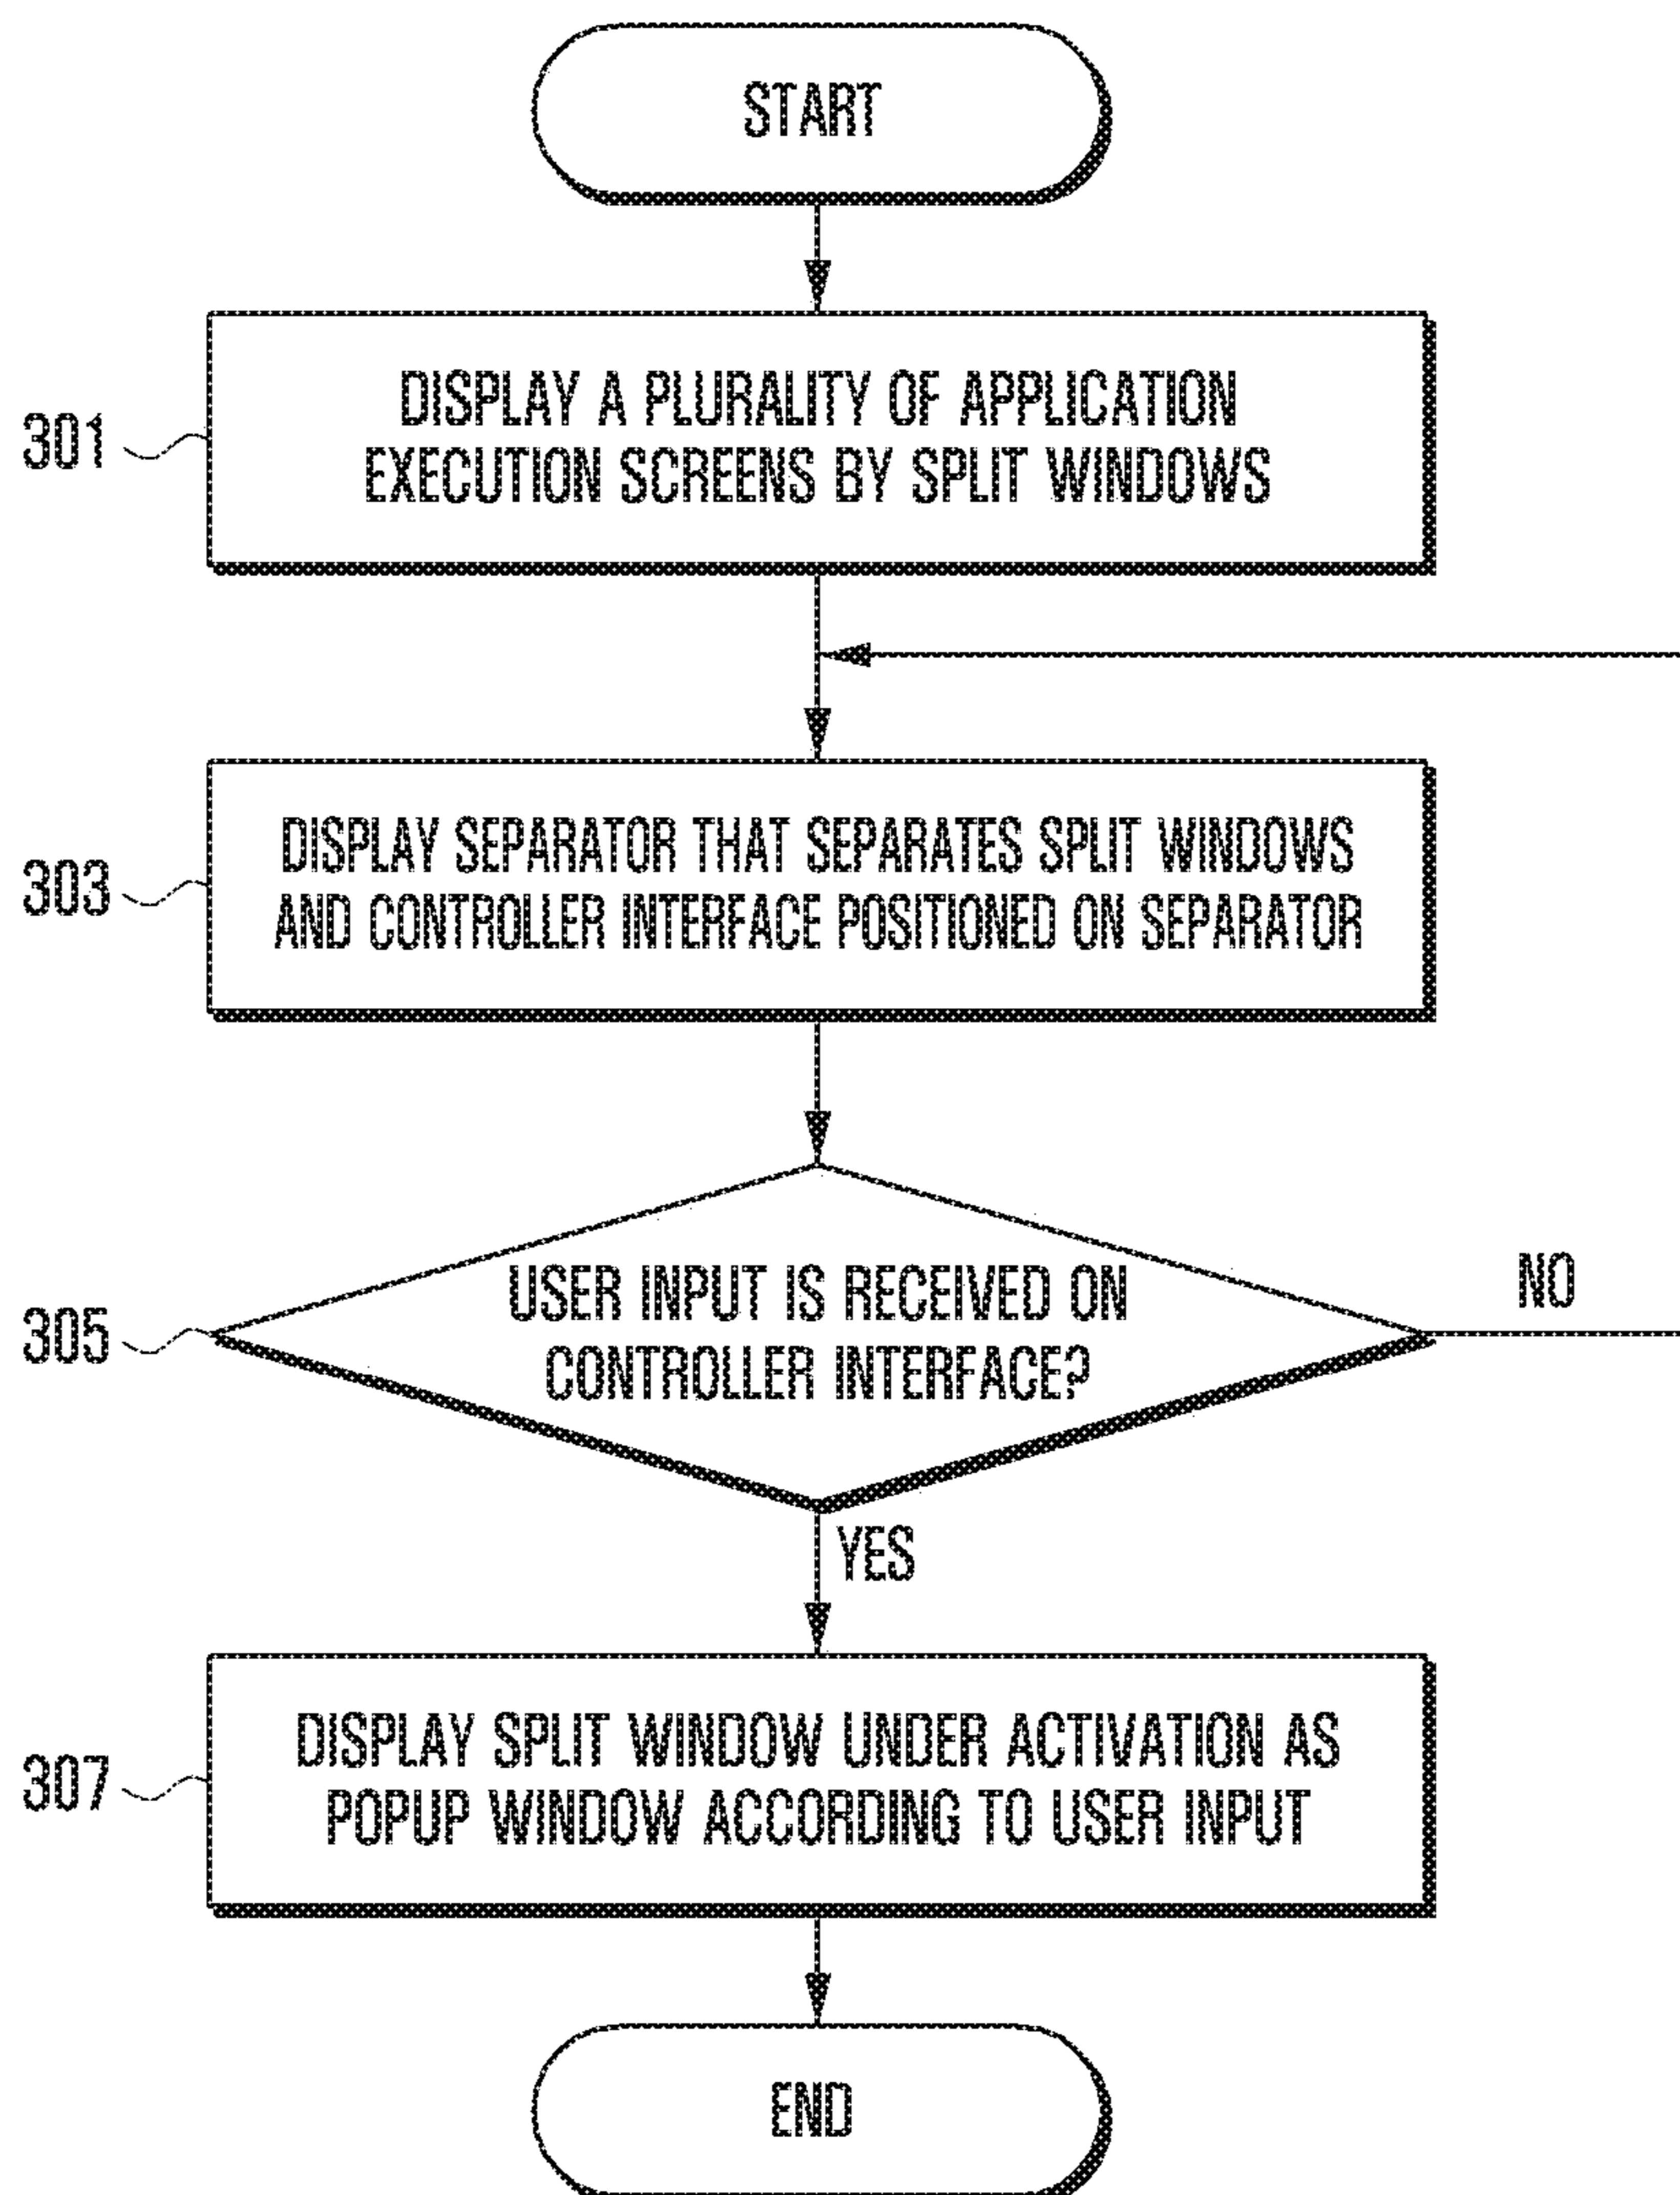 START
301
DISPLAY A PLURALITY OF APPLICATION
EXECUTION SCREENS BY SPLIT WINDOWS
303
DISPLAY SEPARATOR THAT SEPARATES SPLIT WINDOWS
AND CONTROLLER INTERFACE POSITIONED ON SEPARATOR
305
USER INPUT IS RECEIVED ON
CONTROLLER INTERFACE?
NO
YES
307
DISPLAY SPLIT WINDOW UNDER ACTIVATION AS
POPUP WINDOW ACCORDING TO USER INPUT
END